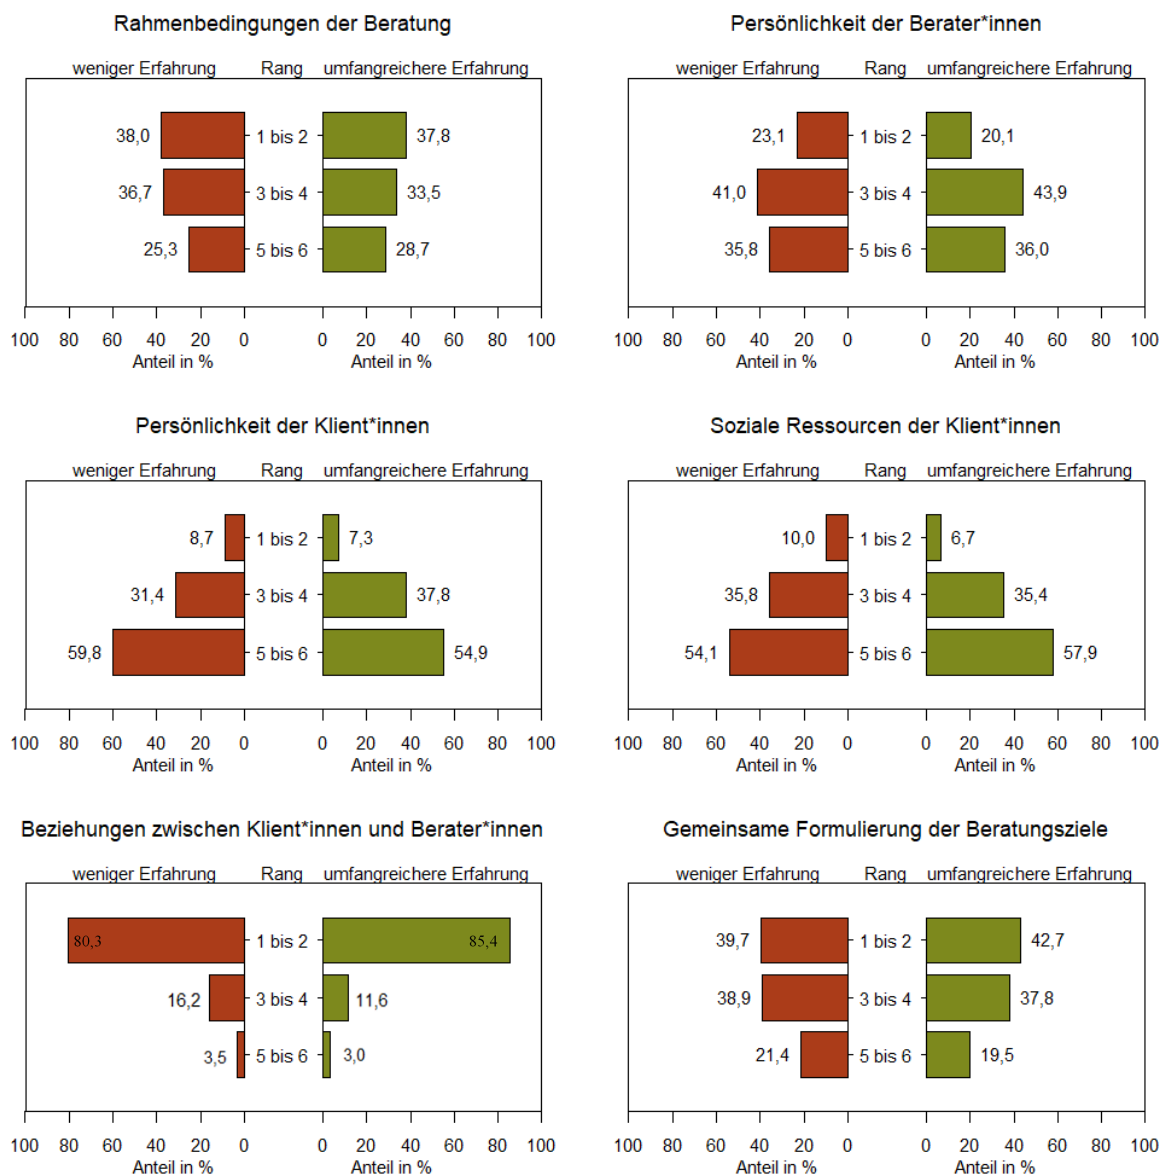 Rahmenbedingungen der Beratung
weniger Erfahrung Rang umfangreichere Erfahrung
38,0 1 bis 2 37,8
36,7 3 bis 4 33,5
25,3 5 bis 6 28,7
100 80 60 40 20 0 0 20 40 60 80 100
Anteil in % Anteil in %
Persönlichkeit der Berater*innen
weniger Erfahrung Rang umfangreichere Erfahrung
23,1 1 bis 2 20,1
41,0 3 bis 4 43,9
35,8 5 bis 6 36,0
100 80 60 40 20 0 0 20 40 60 80 100
Anteil in % Anteil in %
Persönlichkeit der Klient*innen
weniger Erfahrung Rang umfangreichere Erfahrung
8,7 1 bis 2 7,3
31,4 3 bis 4 37,8
59,8 5 bis 6 54,9
100 80 60 40 20 0 0 20 40 60 80 100
Anteil in % Anteil in %
Soziale Ressourcen der Klient*innen
weniger Erfahrung Rang umfangreichere Erfahrung
10,0 1 bis 2 6,7
35,8 3 bis 4 35,4
54,1 5 bis 6 57,9
100 80 60 40 20 0 0 20 40 60 80 100
Anteil in % Anteil in %
Beziehungen zwischen Klient*innen und Berater*innen
weniger Erfahrung Rang umfangreichere Erfahrung
80,3 1 bis 2 85,4
16,2 3 bis 4 11,6
3,5 5 bis 6 3,0
100 80 60 40 20 0 0 20 40 60 80 100
Anteil in % Anteil in %
Gemeinsame Formulierung der Beratungsziele
weniger Erfahrung Rang umfangreichere Erfahrung
39,7 1 bis 2 42,7
38,9 3 bis 4 37,8
21,4 5 bis 6 19,5
100 80 60 40 20 0 0 20 40 60 80 100
Anteil in % Anteil in %